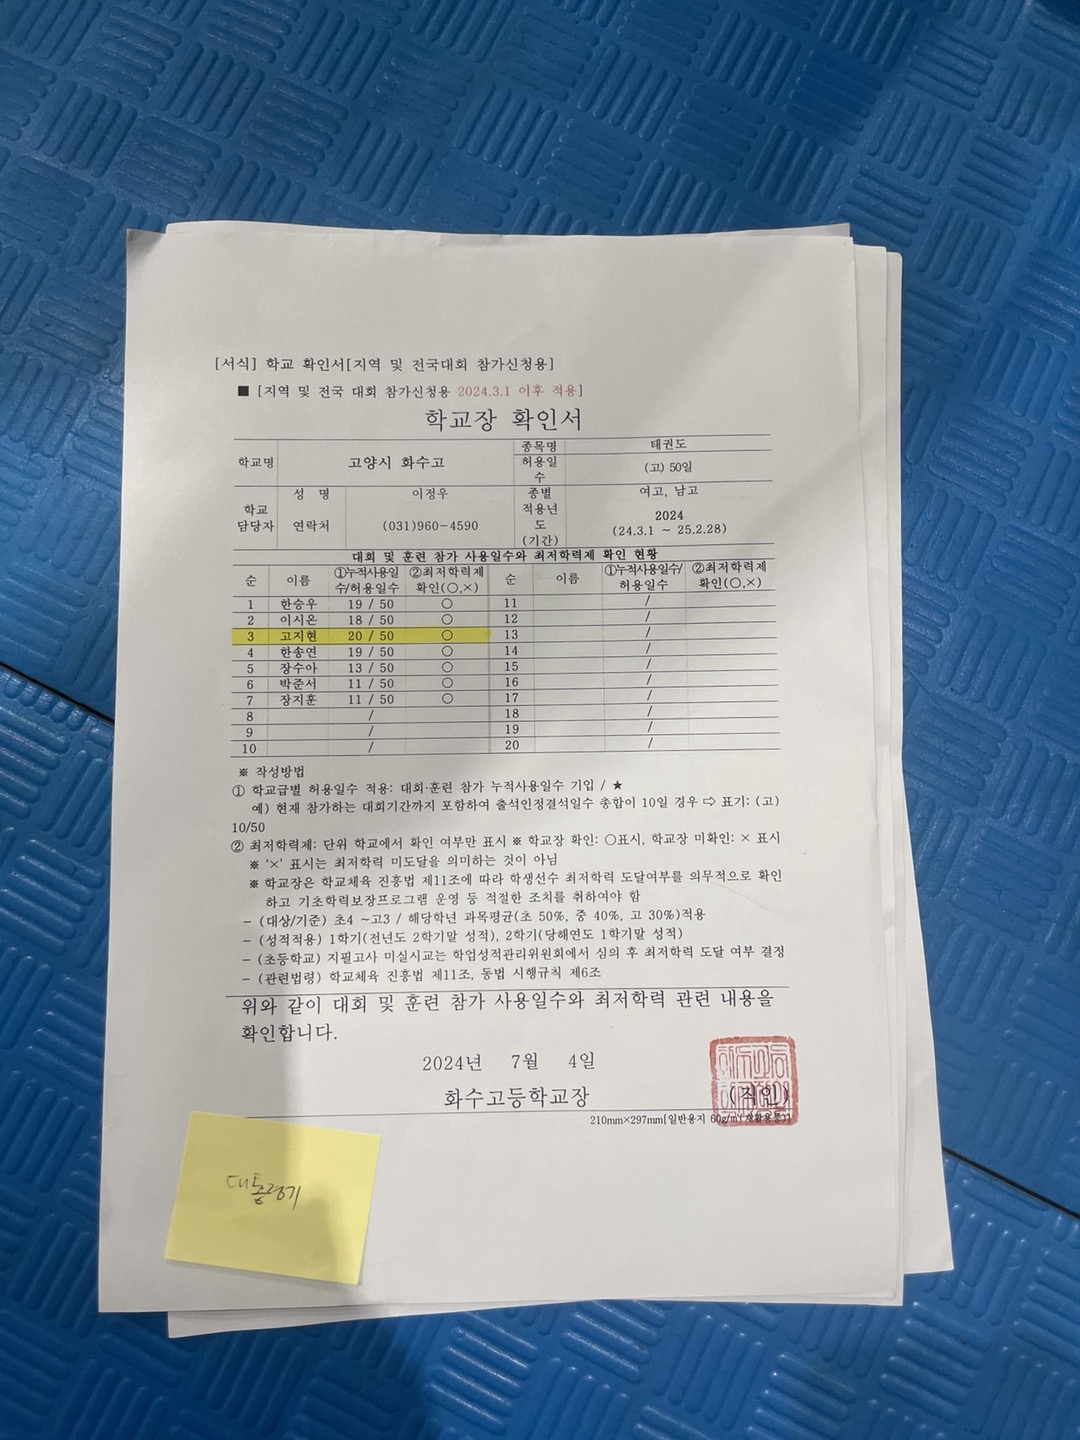 [서식] 학교 확인서[지역 및 전국대회 참가신청용]
■ [지역 및 전국 대회 참가신청용 2024.3.1 이후 적용]
학교장 확인서
학교명 고양시 화수고 종목명 태권도
허용일수 (고) 50일
학교 담당자 성 명 이정우 종별 여고, 남고
연락처 (031)960-4590 적용년도 (기간) 2024 (24.3.1 ~ 25.2.28)
대회 및 훈련 참가 사용일수와 최저학력제 확인 현황
순 이름 ①누적사용일수/허용일수 ②최저학력제 확인(○,×) 순 이름 ①누적사용일수/허용일수 ②최저학력제 확인(○,×)
1 한승우 19 / 50 ○ 11 /
2 이시온 18 / 50 ○ 12 /
3 고지현 20 / 50 ○ 13 /
4 한송연 19 / 50 ○ 14 /
5 장수아 13 / 50 ○ 15 /
6 박준서 11 / 50 ○ 16 /
7 장지훈 11 / 50 ○ 17 /
8 / 18 /
9 / 19 /
10 / 20 /
※ 작성방법
① 학교급별 허용일수 적용: 대회·훈련 참가 누적사용일수 기입 / ★
예) 현재 참가하는 대회기간까지 포함하여 출석인정결석일수 총합이 10일 경우 ⇨ 표기: (고)
10/50
② 최저학력제: 단위 학교에서 확인 여부만 표시 ※ 학교장 확인: ○표시, 학교장 미확인: × 표시
※ '×' 표시는 최저학력 미도달을 의미하는 것이 아님
※ 학교장은 학교체육 진흥법 제11조에 따라 학생선수 최저학력 도달여부를 의무적으로 확인
하고 기초학력보장프로그램 운영 등 적절한 조치를 취하여야 함
- (대상/기준) 초4 ~고3 / 해당학년 과목평균(초 50%, 중 40%, 고 30%)적용
- (성적적용) 1학기(전년도 2학기말 성적), 2학기(당해연도 1학기말 성적)
- (초등학교) 지필고사 미실시교는 학업성적관리위원회에서 심의 후 최저학력 도달 여부 결정
- (관련법령) 학교체육 진흥법 제11조, 동법 시행규칙 제6조
위와 같이 대회 및 훈련 참가 사용일수와 최저학력 관련 내용을
확인합니다.
2024년 7월 4일
화수고등학교장 (직인)
210mm×297mm[일반용지 60g/㎡(재활용품)]
대통령기